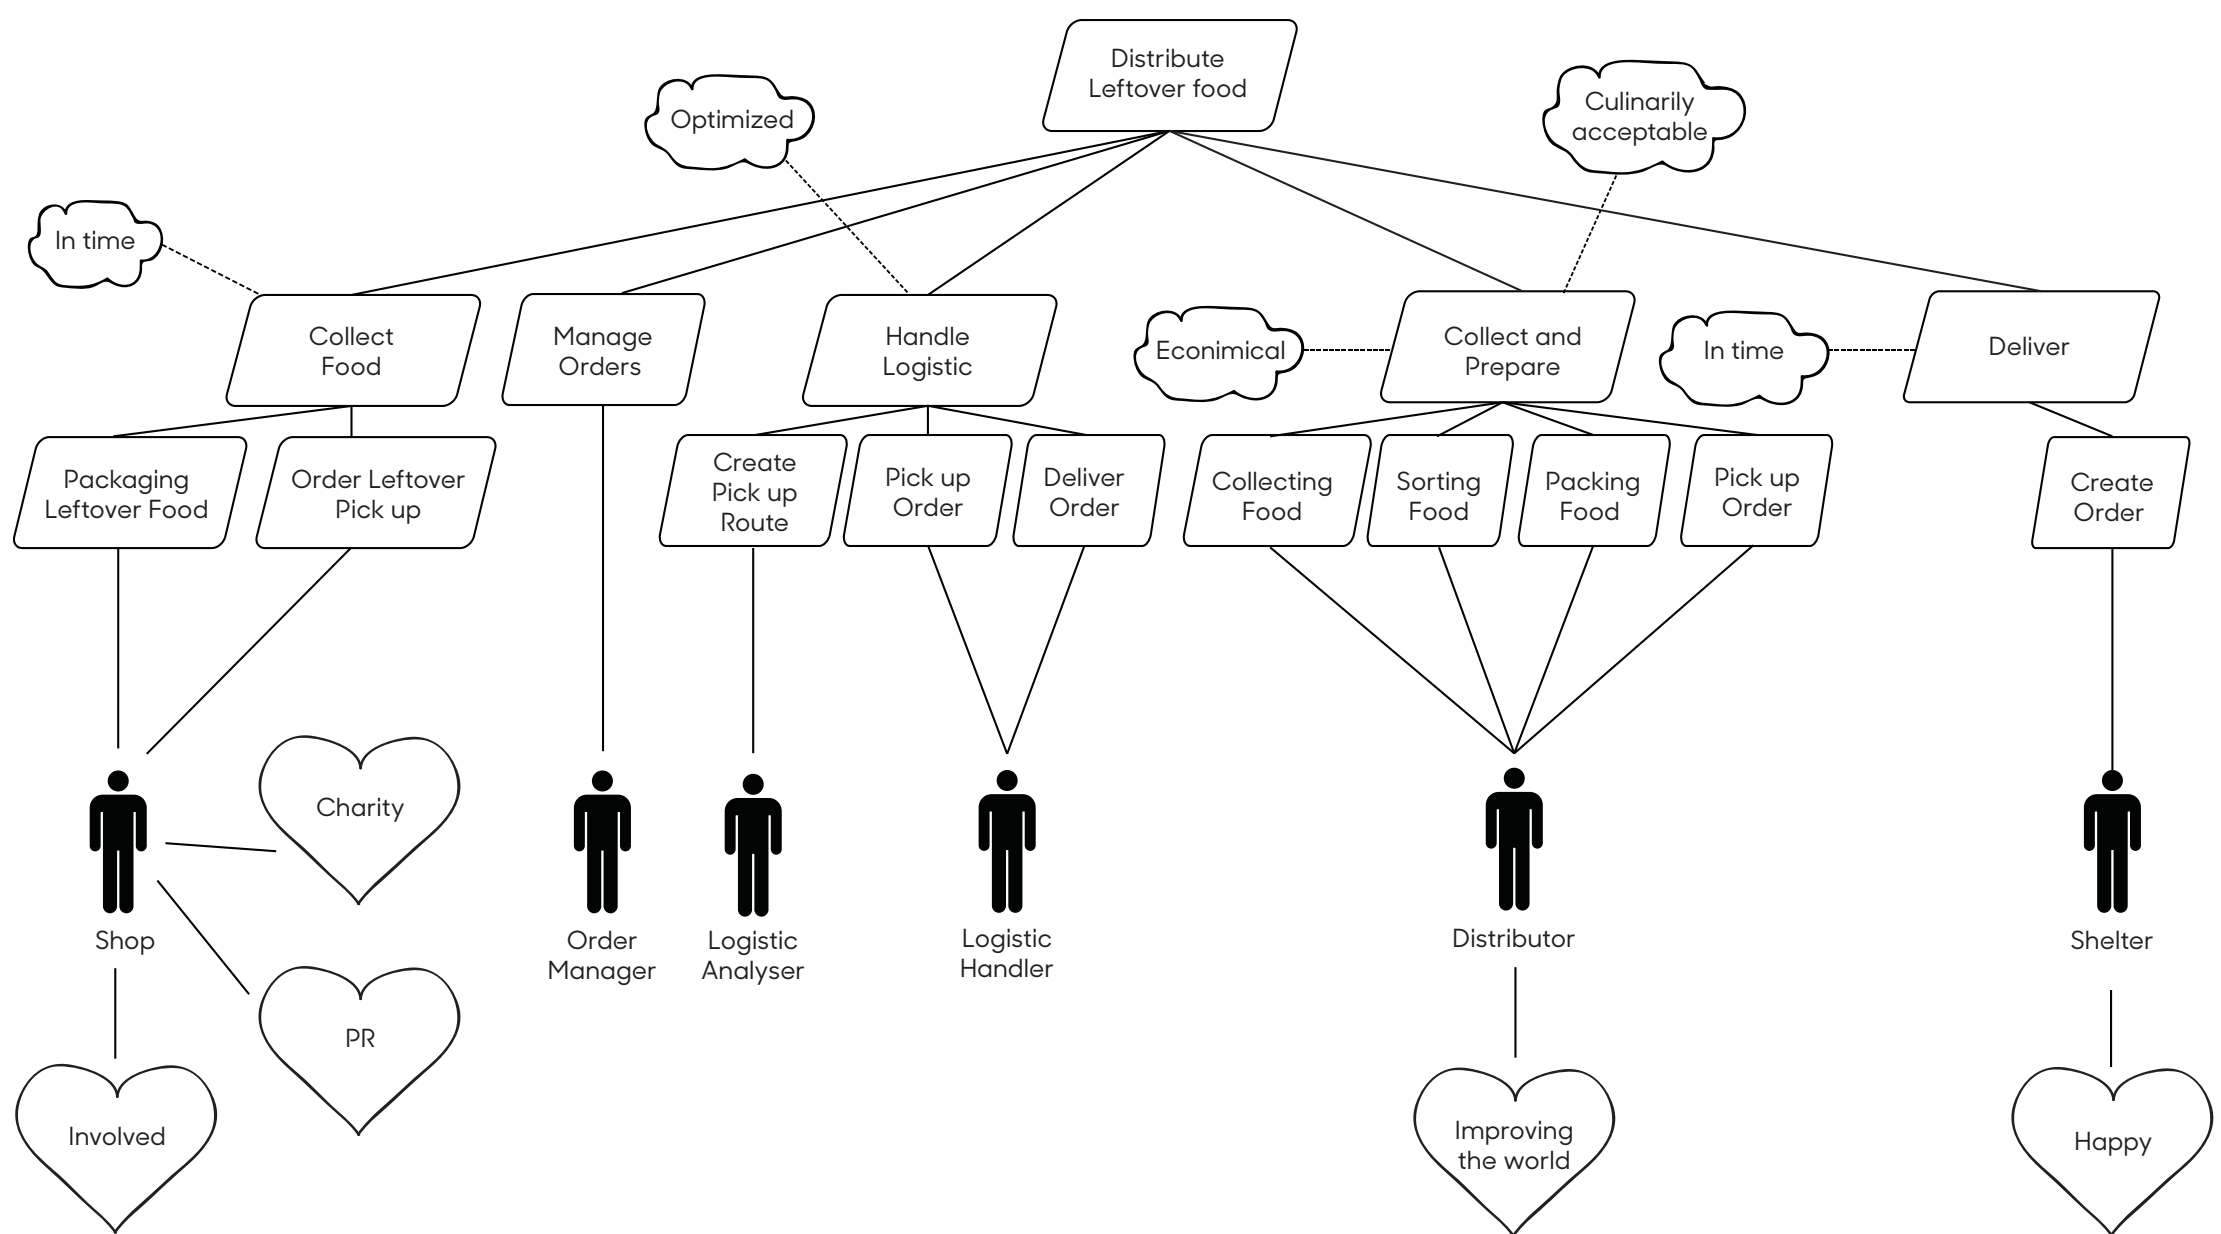 Distribute
Leftover food
Optimized
Culinarily
acceptable
In time
Collect
Food
Manage
Orders
Handle
Logistic
Econimical
Collect and
Prepare
In time
Deliver
Packaging
Leftover Food
Order Leftover
Pick up
Create
Pick up
Route
Pick up
Order
Deliver
Order
Collecting
Food
Sorting
Food
Packing
Food
Pick up
Order
Create
Order
Charity
Shop
Order
Manager
Logistic
Analyser
Logistic
Handler
Distributor
Shelter
PR
Involved
Improving
the world
Happy